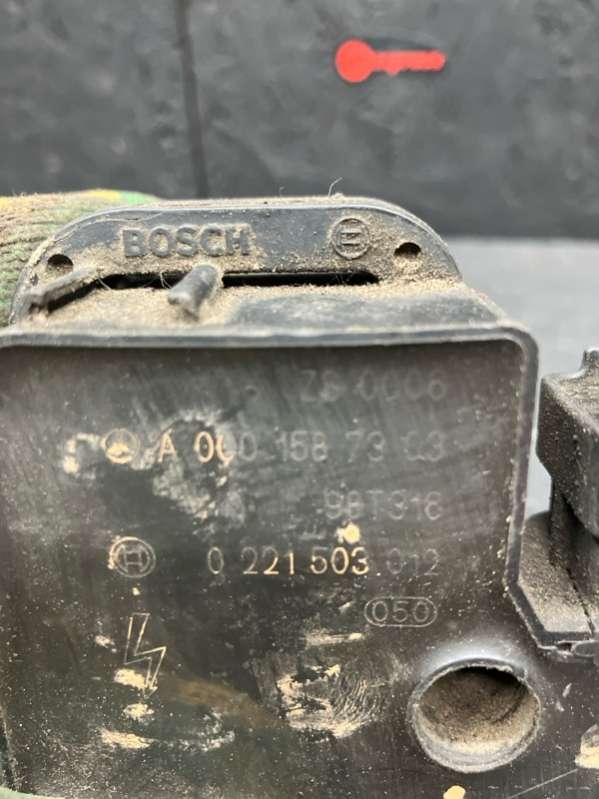 BOSCH
ZS 0006
A 000 158 73 03
98T316
0 221 503 012
050